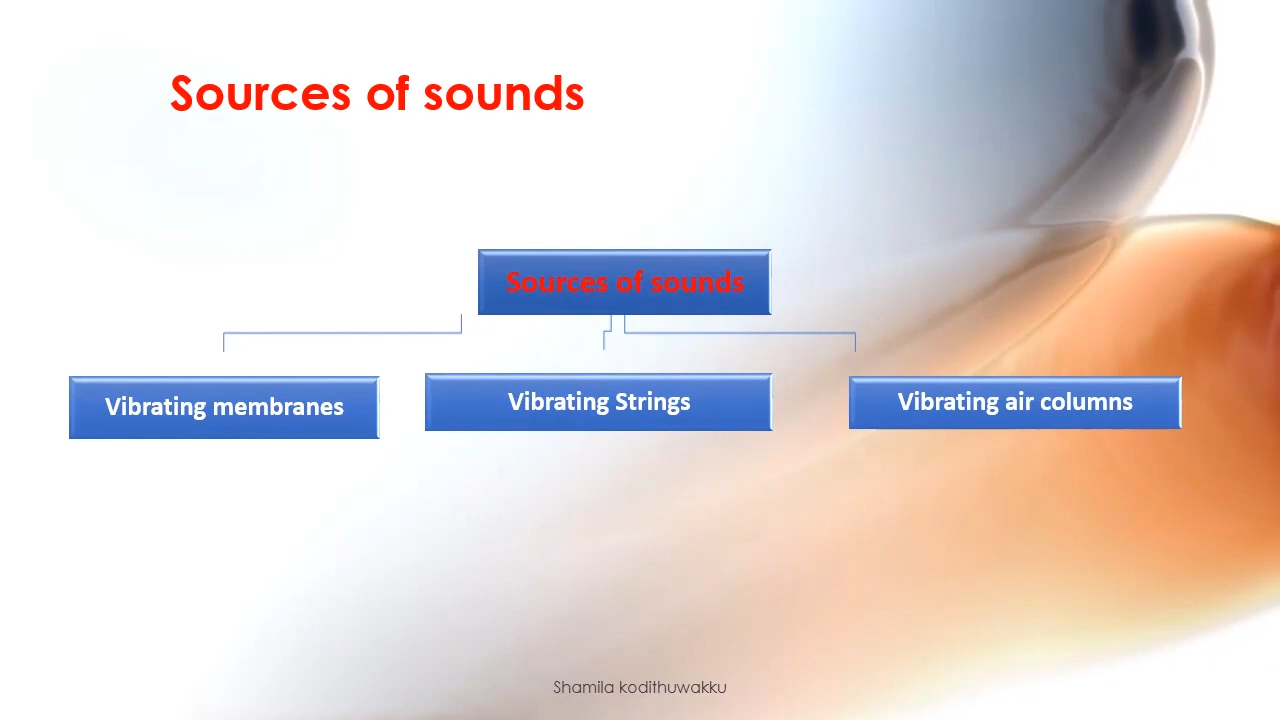 Sources of sounds
Sources of sounds
Vibrating membranes
Vibrating Strings
Vibrating air columns
Shamila kodithuwakku